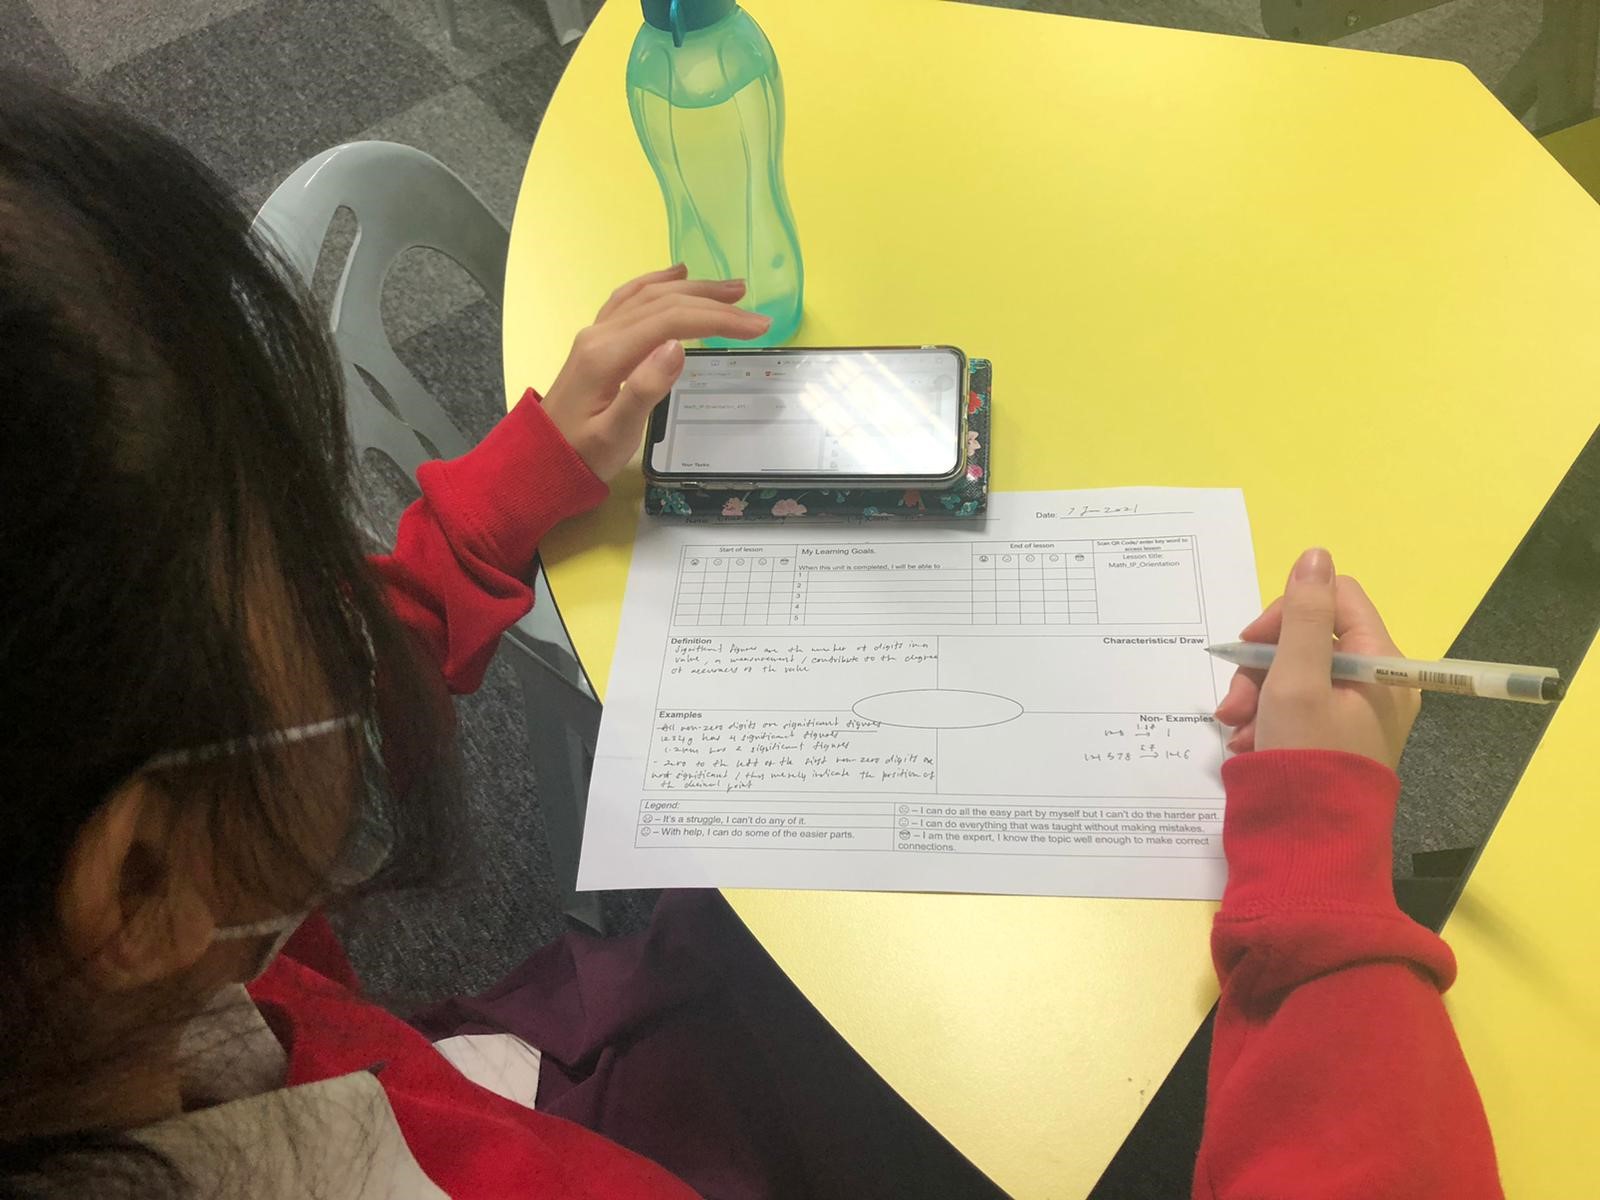 Math_IP_Orientation_
Your Tasks
Date: 7 Jan 2021
Start of lesson
My Learning Goals.
When this unit is completed, I will be able to
1
2
3
4
5
End of lesson
Scan QR Code/ enter key word to
access lesson
Lesson title:
Math_IP_Orientation
Definition
Significant figures are the number of digits in a
value, a measurement / contribute to the degree
of accuracy of the value
Characteristics/ Draw
Examples
All non-zero digits are significant figures
1234g has 4 significant figures
has 2 significant figures
- zero to the left of the first non-zero digits are
not significant / they merely indicate the position of
the decimal point
Non- Examples
Legend:
– It's a struggle, I can't do any of it.
– With help, I can do some of the easier parts.
– I can do all the easy part by myself but I can't do the harder part.
– I can do everything that was taught without making mistakes.
– I am the expert, I know the topic well enough to make correct
connections.